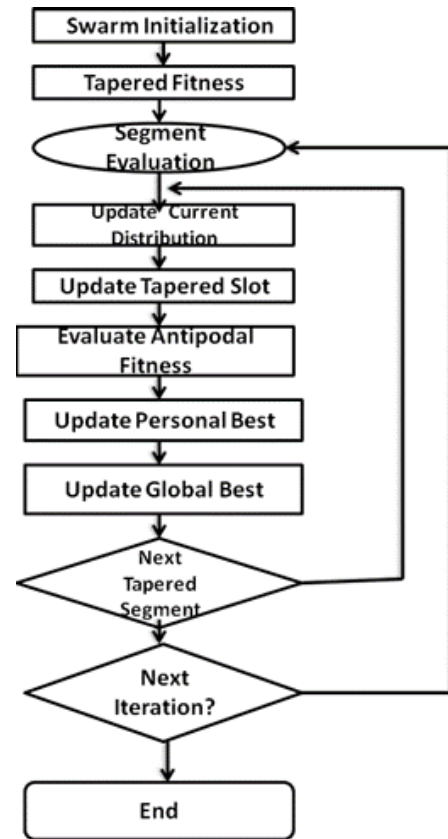 Swarm Initialization
Tapered Fitness
Segment
Evaluation
Update Current
Distribution
Update Tapered Slot
Evaluate Antipodal
Fitness
Update Personal Best
Update Global Best
Next
Tapered
Segment
Next
Iteration?
End